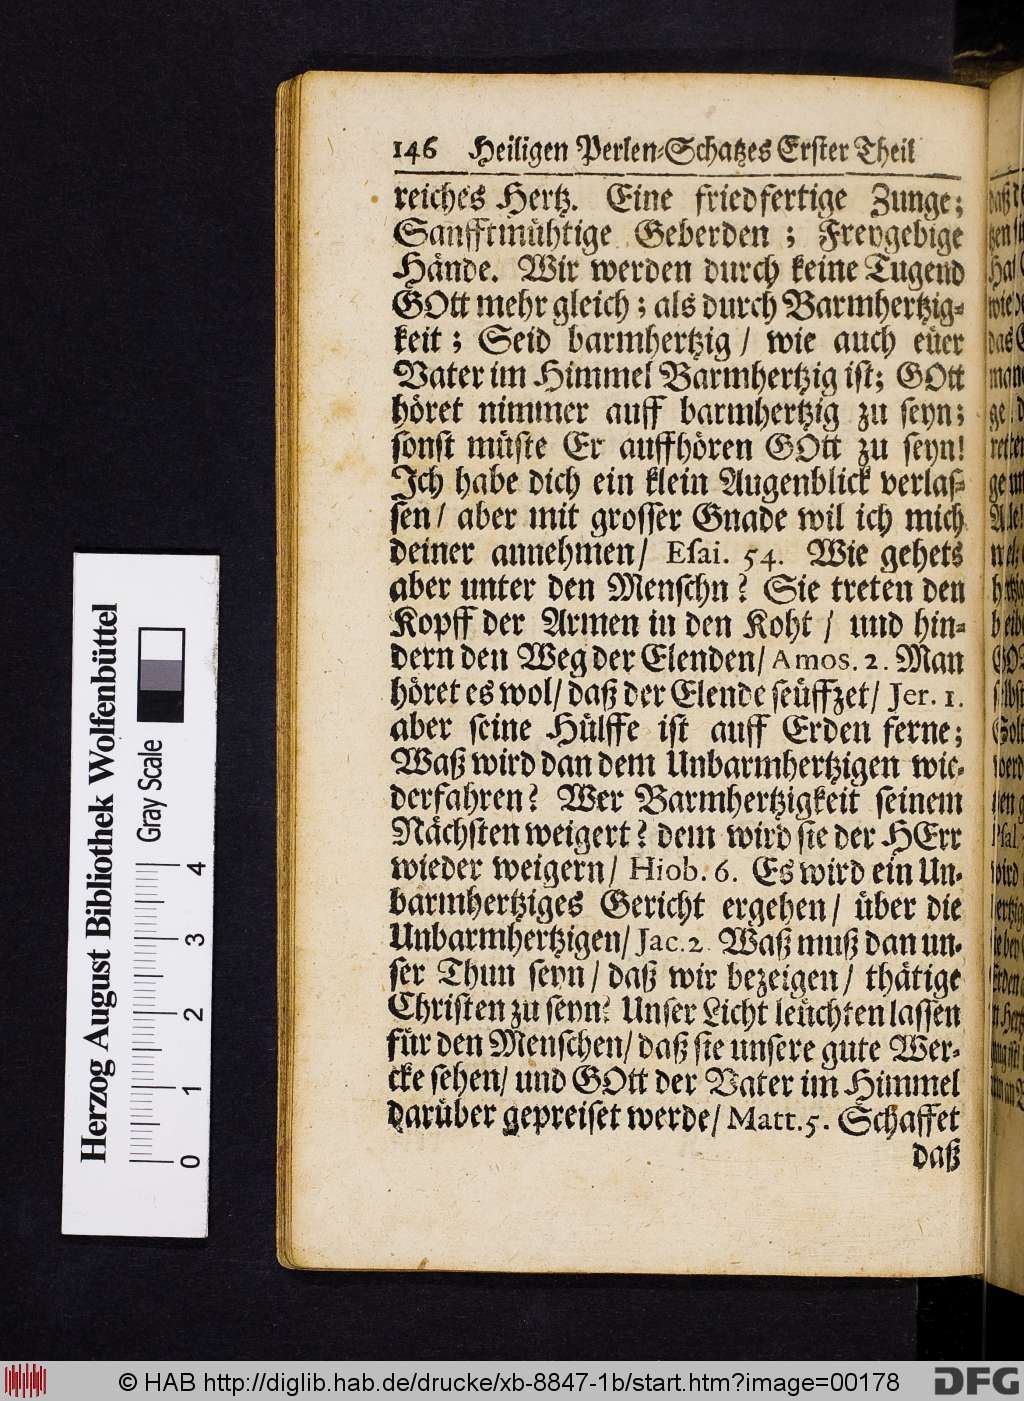 146 Heiligen Perlen-Schatzes Erster Theil
reiches Hertz. Eine friedfertige Zunge;
Sanfftmühtige Geberden; Freygebige
Hände. Wir werden durch keine Tugend
GOtt mehr gleich; als durch Barmhertzig-
keit; Seid barmhertzig / wie auch eüer
Vater im Himmel Barmhertzig ist; GOtt
höret nimmer auff barmhertzig zu seyn;
sonst müste Er auffhören GOtt zu seyn!
Ich habe dich ein klein Augenblick verlas-
sen / aber mit grosser Gnade wil ich mich
deiner annehmen / Esai. 54. Wie gehets
aber unter den Menschn? Sie treten den
Kopff der Armen in den Koht / und hin-
dern den Weg der Elenden / Amos. 2. Man
höret es wol / daß der Elende seüffzet / Jer. 1.
aber seine Hülffe ist auff Erden ferne;
Waß wird dan dem Unbarmhertzigen wie-
derfahren? Wer Barmhertzigkeit seinem
Nächsten weigert? dem wird sie der HErr
wieder weigern / Hiob. 6. Es wird ein Un-
barmhertziges Gericht ergehen / über die
Unbarmhertzigen / Jac. 2. Waß muß dan un-
ser Thun seyn / daß wir bezeigen / thätige
Christen zu seyn? Unser Licht leüchten lassen
für den Menschen / daß sie unsere gute Wer-
cke sehen / und GOtt der Vater im Himmel
darüber gepreiset werde / Matt. 5. Schaffet
daß
Herzog August Bibliothek Wolfenbüttel
Gray Scale
0 1 2 3 4
© HAB http://diglib.hab.de/drucke/xb-8847-1b/start.htm?image=00178
DFG